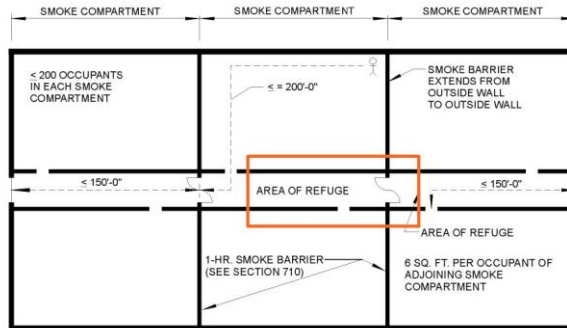 SMOKE COMPARTMENT SMOKE COMPARTMENT SMOKE COMPARTMENT
≤ 200 OCCUPANTS
IN EACH SMOKE
COMPARTMENT
≤ = 200'-0"
SMOKE BARRIER
EXTENDS FROM
OUTSIDE WALL
TO OUTSIDE WALL
≤ 150'-0"
AREA OF REFUGE
≤ 150'-0"
AREA OF REFUGE
1-HR. SMOKE BARRIER
(SEE SECTION 710)
6 SQ. FT. PER OCCUPANT OF
ADJOINING SMOKE
COMPARTMENT